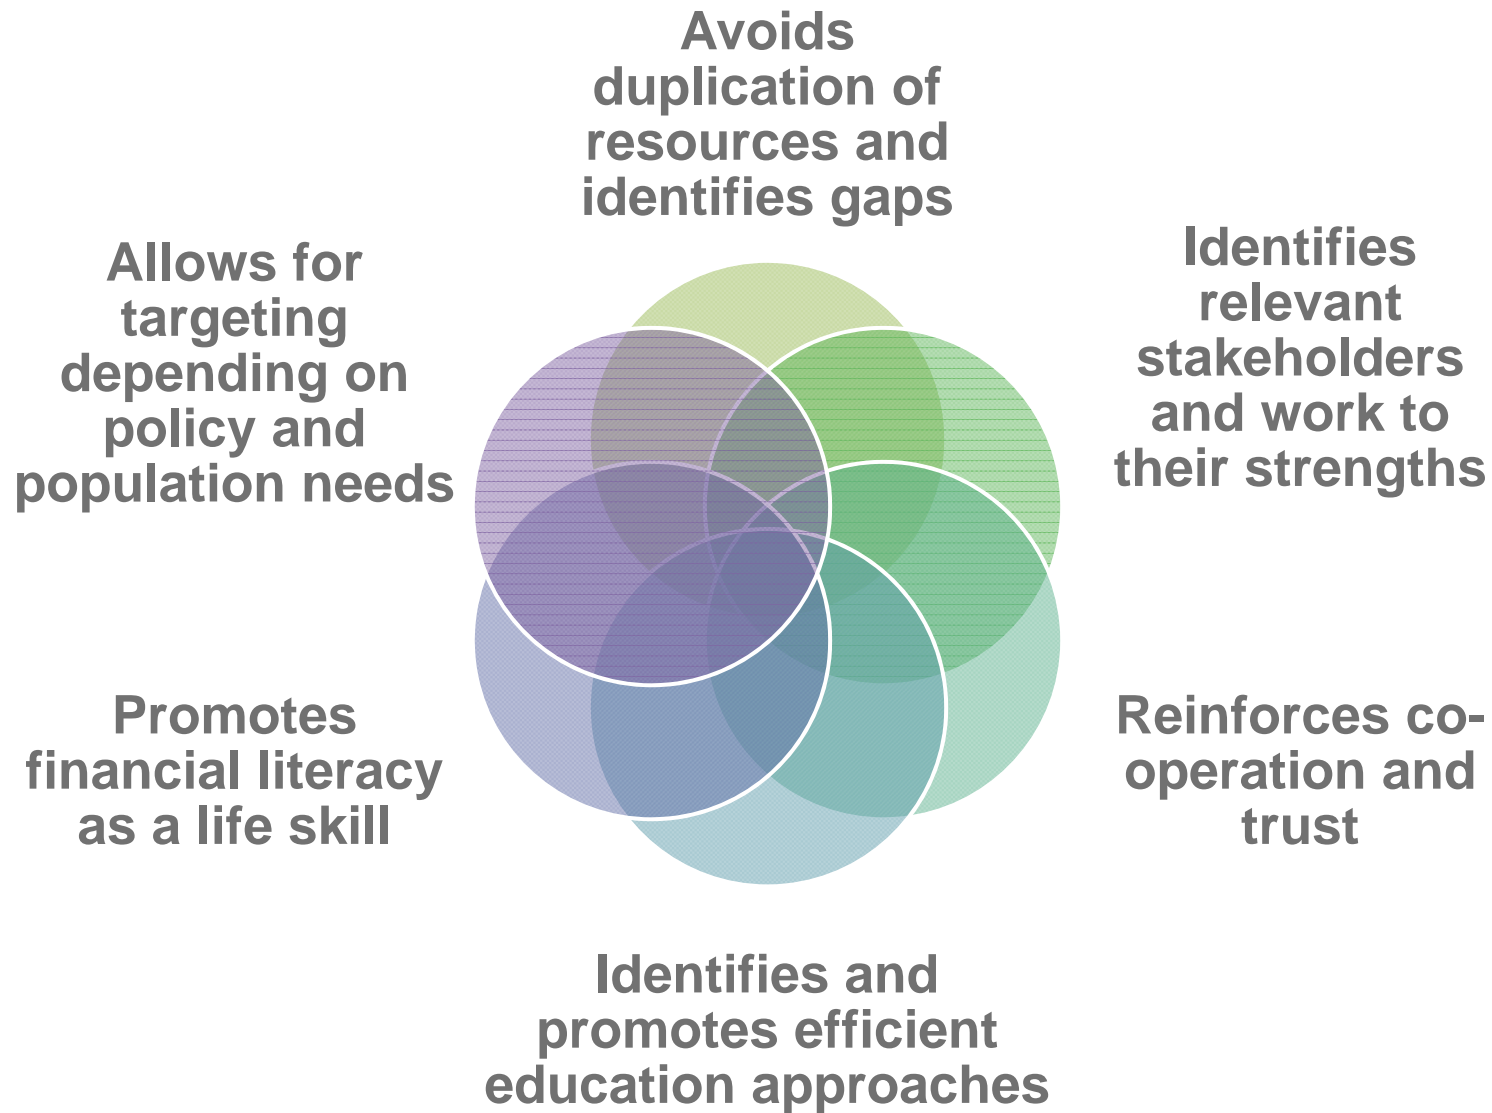 Avoids
duplication of
resources and
identifies gaps
Identifies
relevant
stakeholders
and work to
their strengths
Reinforces co-
operation and
trust
Identifies and
promotes efficient
education approaches
Promotes
financial literacy
as a life skill
Allows for
targeting
depending on
policy and
population needs